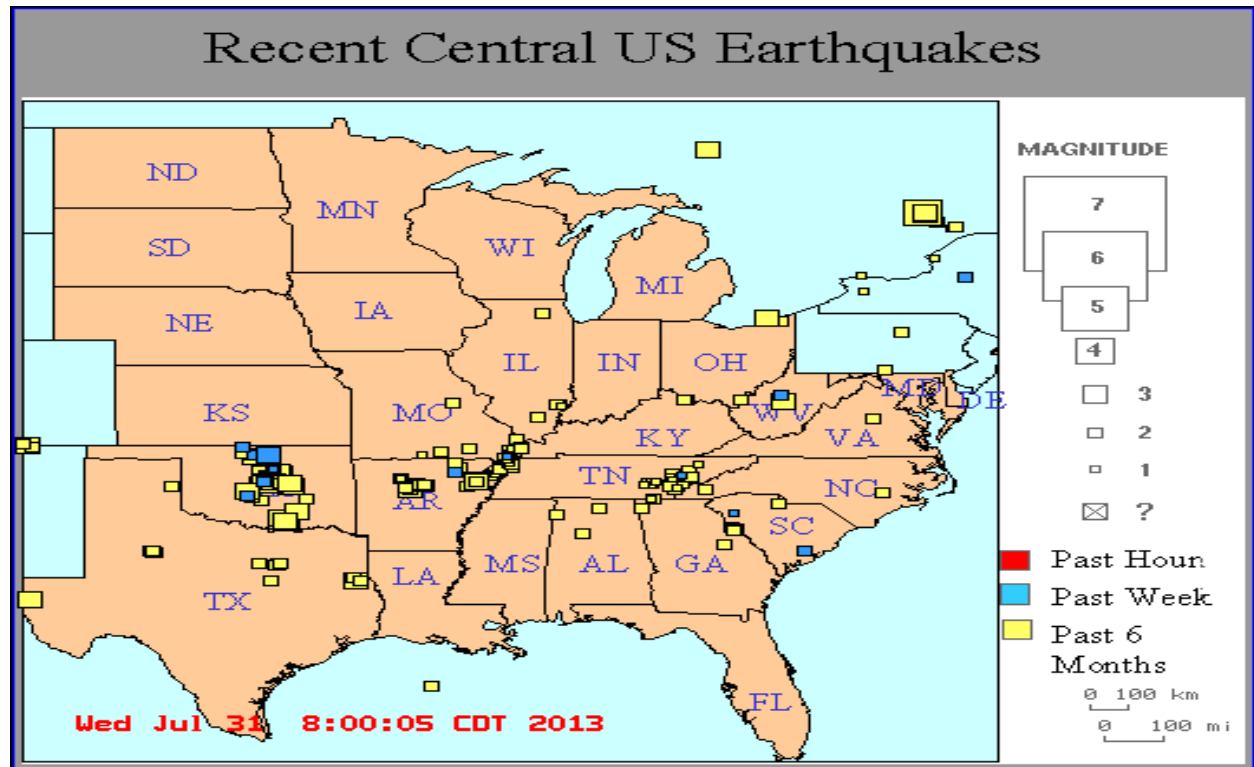 Recent Central US Earthquakes
MAGNITUDE
7
6
5
4
3
2
1
?
Past Hour
Past Week
Past 6
Months
0 100 km
0 100 mi
ND
MN
SD
WI
MI
NE
IA
IL
IN
OH
MD
DE
KS
MO
WV
KY
VA
TN
NC
AR
SC
MS
AL
GA
LA
TX
FL
Wed Jul 31 8:00:05 CDT 2013